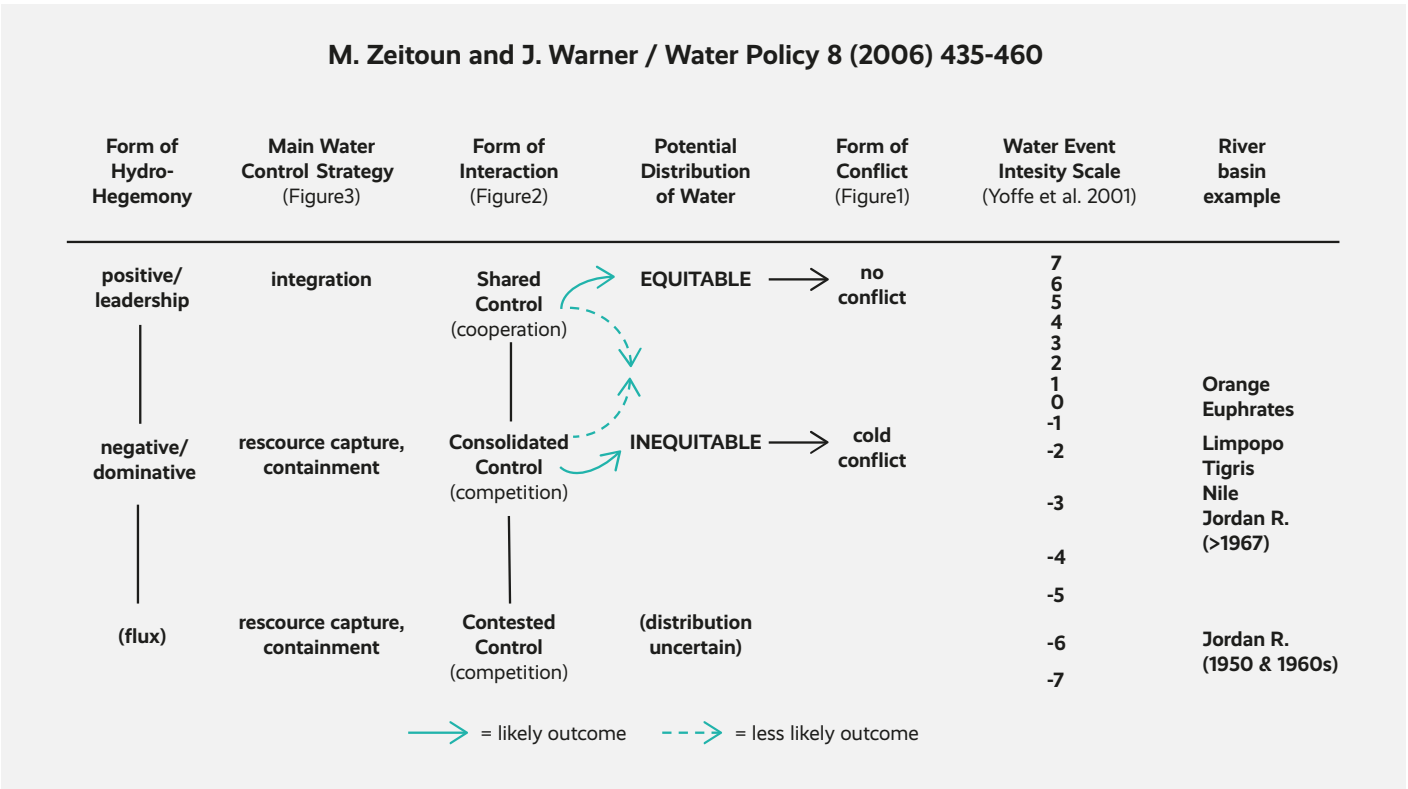 M. Zeitoun and J. Warner / Water Policy 8 (2006) 435-460
Form of
Hydro-
Hegemony
Main Water
Control Strategy
(Figure3)
Form of
Interaction
(Figure2)
Potential
Distribution
of Water
Form of
Conflict
(Figure1)
Water Event
Intesity Scale
(Yoffe et al. 2001)
River
basin
example
positive/
leadership
integration
Shared
Control
(cooperation)
EQUITABLE
no
conflict
negative/
dominative
rescource capture,
containment
Consolidated
Control
(competition)
INEQUITABLE
cold
conflict
(flux)
rescource capture,
containment
Contested
Control
(competition)
(distribution
uncertain)
7
6
5
4
3
2
1
0
-1
-2
-3
-4
-5
-6
-7
Orange
Euphrates
Limpopo
Tigris
Nile
Jordan R.
(>1967)
Jordan R.
(1950 & 1960s)
= likely outcome
= less likely outcome